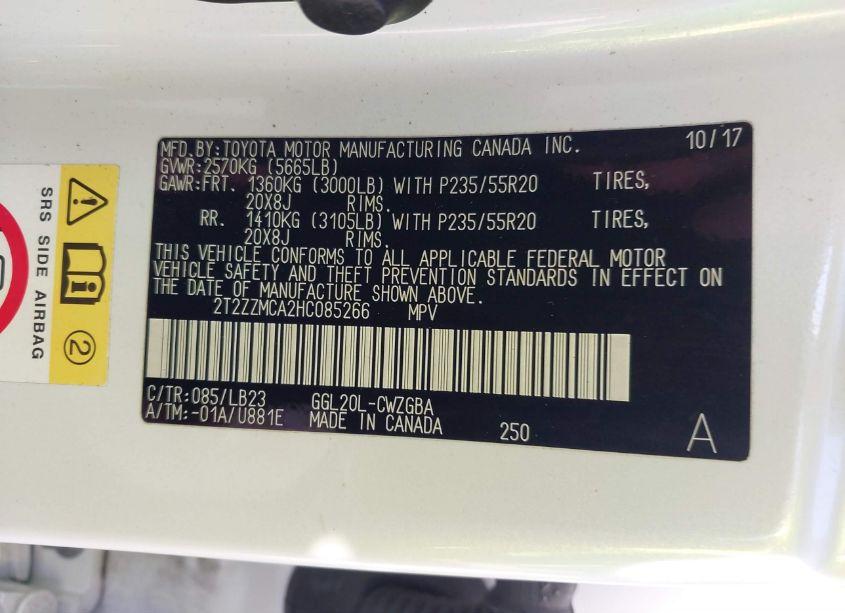 MFD.BY:TOYOTA MOTOR MANUFACTURING CANADA INC. 10/17
GVWR:2570KG (5665LB)
GAWR:FRT. 1360KG (3000LB) WITH P235/55R20 TIRES,
20X8J RIMS.
RR. 1410KG (3105LB) WITH P235/55R20 TIRES,
20X8J RIMS.
THIS VEHICLE CONFORMS TO ALL APPLICABLE FEDERAL MOTOR
VEHICLE SAFETY AND THEFT PREVENTION STANDARDS IN EFFECT ON
THE DATE OF MANUFACTURE SHOWN ABOVE.
2T2ZZMCA2HC085266 MPV
C/TR:085/LB23 GGL20L-CWZGBA
A/TM:-01A/U881E MADE IN CANADA 250
A
SRS SIDE AIRBAG
2